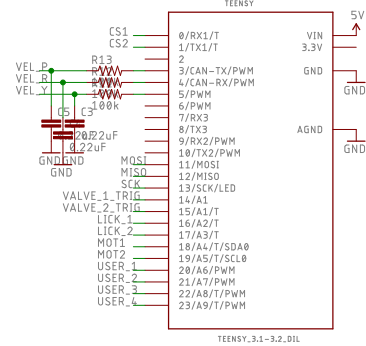 TEENSY
5V
CS1 0/RX1/T VIN
CS2 1/TX1/T 3.3V
2
R13
VEL_P 3/CAN-TX/PWM GND
VEL_R 4/CAN-RX/PWM
VEL_Y 5/PWM
100k
6/PWM
GND
C5 C3
7/RX3
8/TX3 AGND
0.22uF
9/RX2/PWM
GND
10/TX2/PWM
GND GND
GND
MOSI 11/MOSI
MISO 12/MISO
SCK 13/SCK/LED
VALVE_1_TRIG 14/A1
VALVE_2_TRIG 15/A1/T
LICK_1 16/A2/T
LICK_2 17/A3/T
MOT1 18/A4/T/SDA0
MOT2 19/A5/T/SCL0
USER_1 20/A6/PWM
USER_2 21/A7/PWM
USER_3 22/A8/T/PWM
USER_4 23/A9/T/PWM
TEENSY_3.1-3.2_DIL